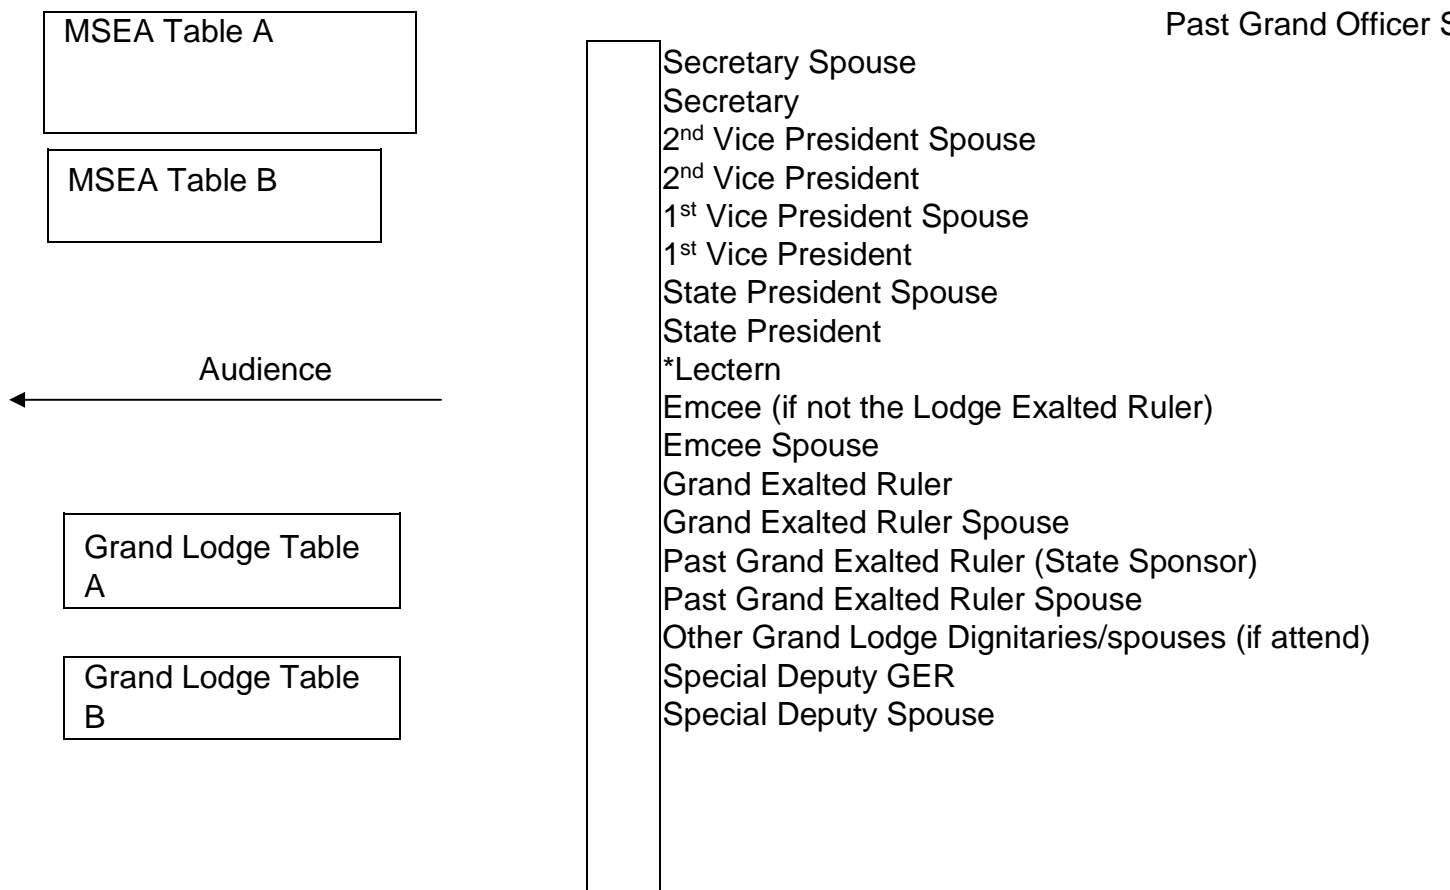 MSEA Table A
Past Grand Officer
Secretary Spouse
Secretary
2nd Vice President Spouse
MSEA Table B
2nd Vice President
1st Vice President Spouse
1st Vice President
State President Spouse
State President
Audience
*Lectern
Emcee (if not the Lodge Exalted Ruler)
Emcee Spouse
Grand Exalted Ruler
Grand Exalted Ruler Spouse
Grand Lodge Table
A
Past Grand Exalted Ruler (State Sponsor)
Past Grand Exalted Ruler Spouse
Other Grand Lodge Dignitaries/spouses (if attend)
Grand Lodge Table
B
Special Deputy GER
Special Deputy Spouse